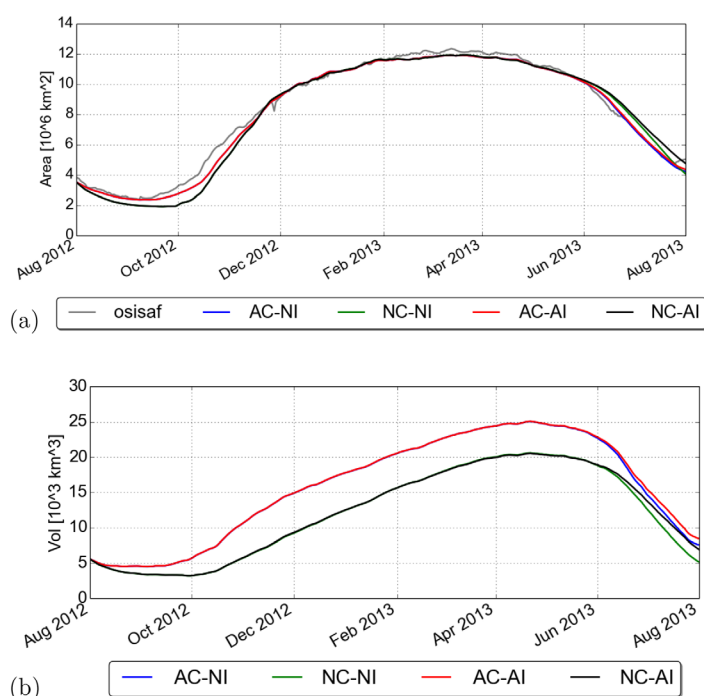 Area [10^6 km^2]
14
12
10
8
6
4
2
0
Aug 2012
Oct 2012
Dec 2012
Feb 2013
Apr 2013
Jun 2013
Aug 2013
(a)
osisaf AC-NI NC-NI AC-AI NC-AI
Vol [10^3 km^3]
30
25
20
15
10
5
0
Aug 2012
Oct 2012
Dec 2012
Feb 2013
Apr 2013
Jun 2013
Aug 2013
(b)
AC-NI NC-NI AC-AI NC-AI